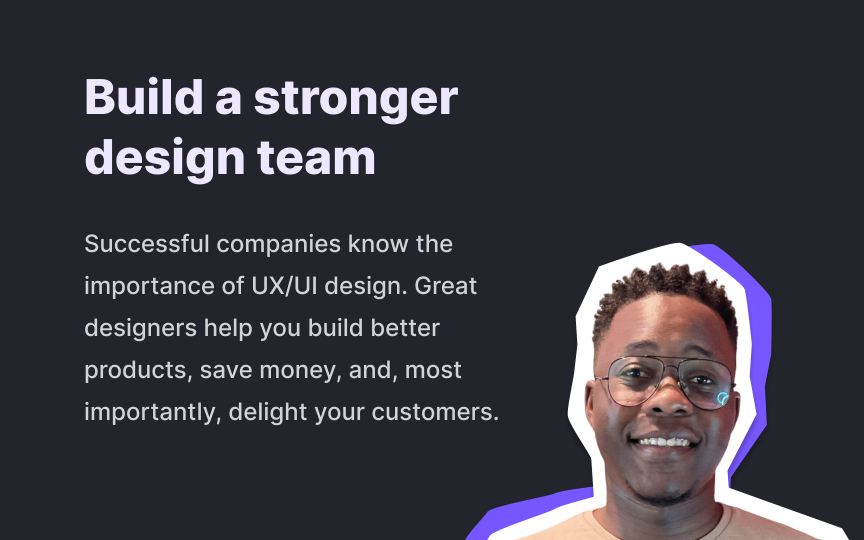 Build a stronger
design team
Successful companies know the
importance of UX/UI design. Great
designers help you build better
products, save money, and, most
importantly, delight your customers.